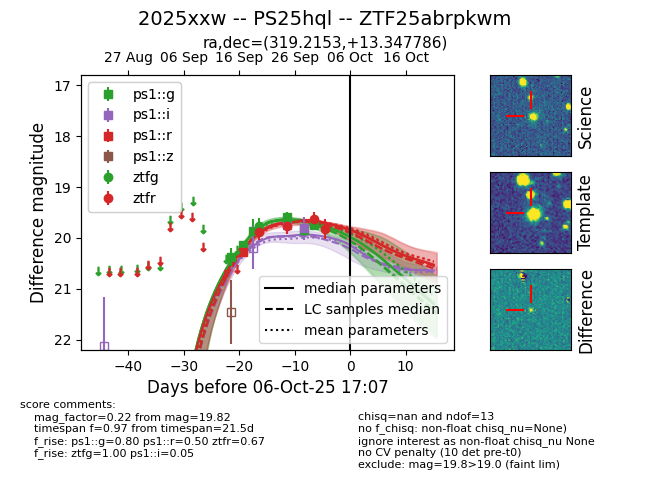 2025xxw -- PS25hql -- ZTF25abrpkwm
ra,dec=(319.2153,+13.347786)
27 Aug 06 Sep 16 Sep 26 Sep 06 Oct 16 Oct
17
18
19
20
21
22
Difference magnitude
ps1::g
ps1::i
ps1::r
ps1::z
ztfg
ztfr
median parameters
LC samples median
mean parameters
−40 −30 −20 −10 0 10
Days before 06-Oct-25 17:07
Science
Template
Difference
score comments:
mag_factor=0.22 from mag=19.82
timespan f=0.97 from timespan=21.5d
f_rise: ps1::g=0.80 ps1::r=0.50 ztfr=0.67
f_rise: ztfg=1.00 ps1::i=0.05
chisq=nan and ndof=13
no f_chisq: non-float chisq_nu=None)
ignore interest as non-float chisq_nu None
no CV penalty (10 det pre-t0)
exclude: mag=19.8>19.0 (faint lim)